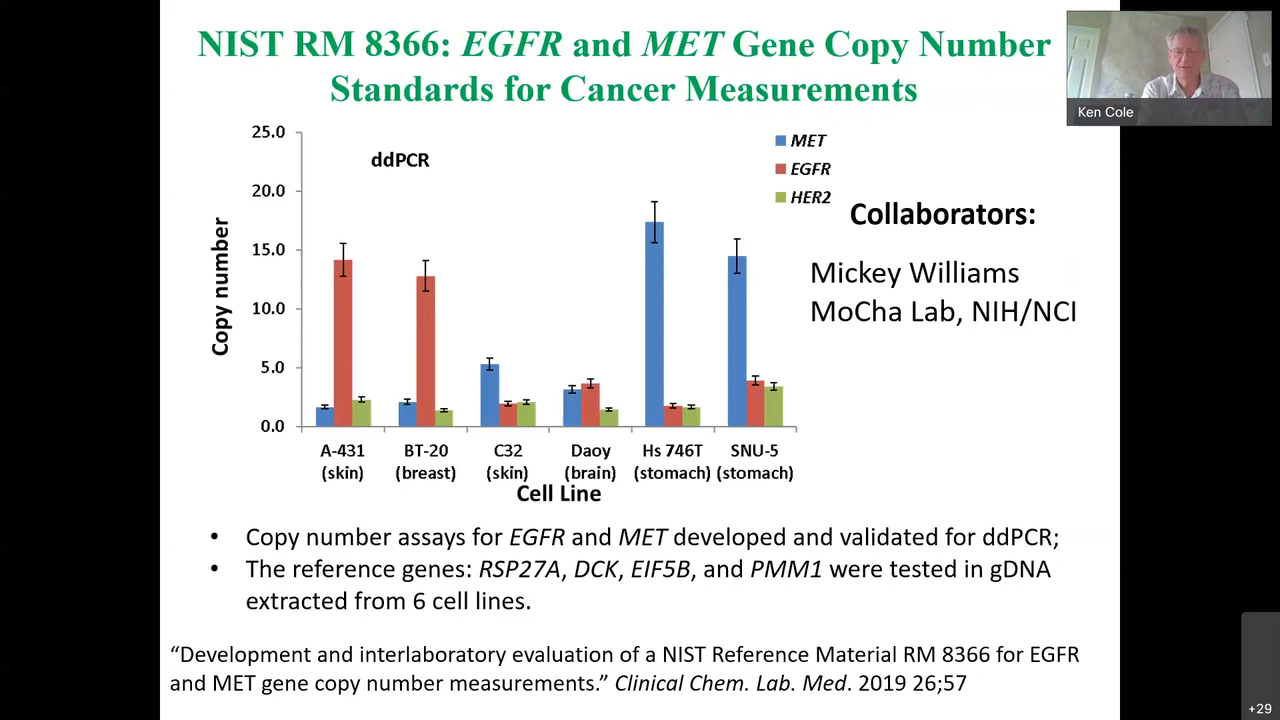 NIST RM 8366: EGFR and MET Gene Copy Number
Standards for Cancer Measurements
Ken Cole
ddPCR
MET
EGFR
HER2
25.0
20.0
15.0
10.0
5.0
0.0
Copy number
A-431
(skin)
BT-20
(breast)
C32
(skin)
Daoy
(brain)
Hs 746T
(stomach)
SNU-5
(stomach)
Cell Line
Collaborators:
Mickey Williams
MoCha Lab, NIH/NCI
• Copy number assays for EGFR and MET developed and validated for ddPCR;
• The reference genes: RSP27A, DCK, EIF5B, and PMM1 were tested in gDNA
extracted from 6 cell lines.
“Development and interlaboratory evaluation of a NIST Reference Material RM 8366 for EGFR
and MET gene copy number measurements.” Clinical Chem. Lab. Med. 2019 26;57
+29